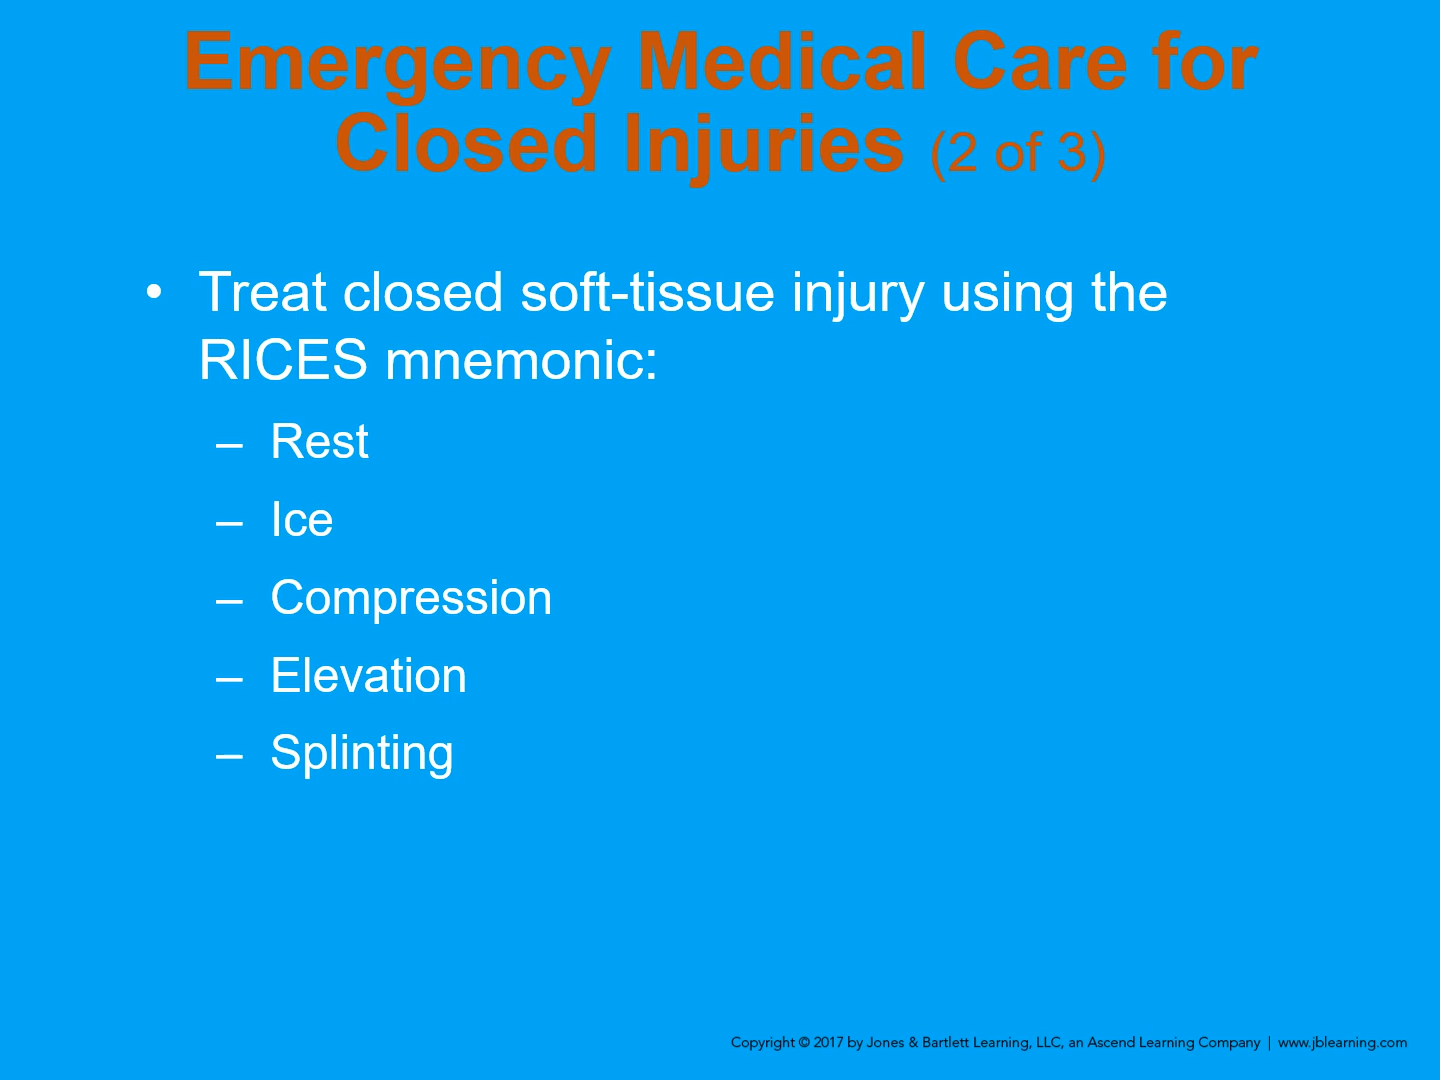 Emergency Medical Care for
Closed Injuries (2 of 3)
• Treat closed soft-tissue injury using the
RICES mnemonic:
– Rest
– Ice
– Compression
– Elevation
– Splinting
Copyright © 2017 by Jones & Bartlett Learning, LLC, an Ascend Learning Company | www.jblearning.com